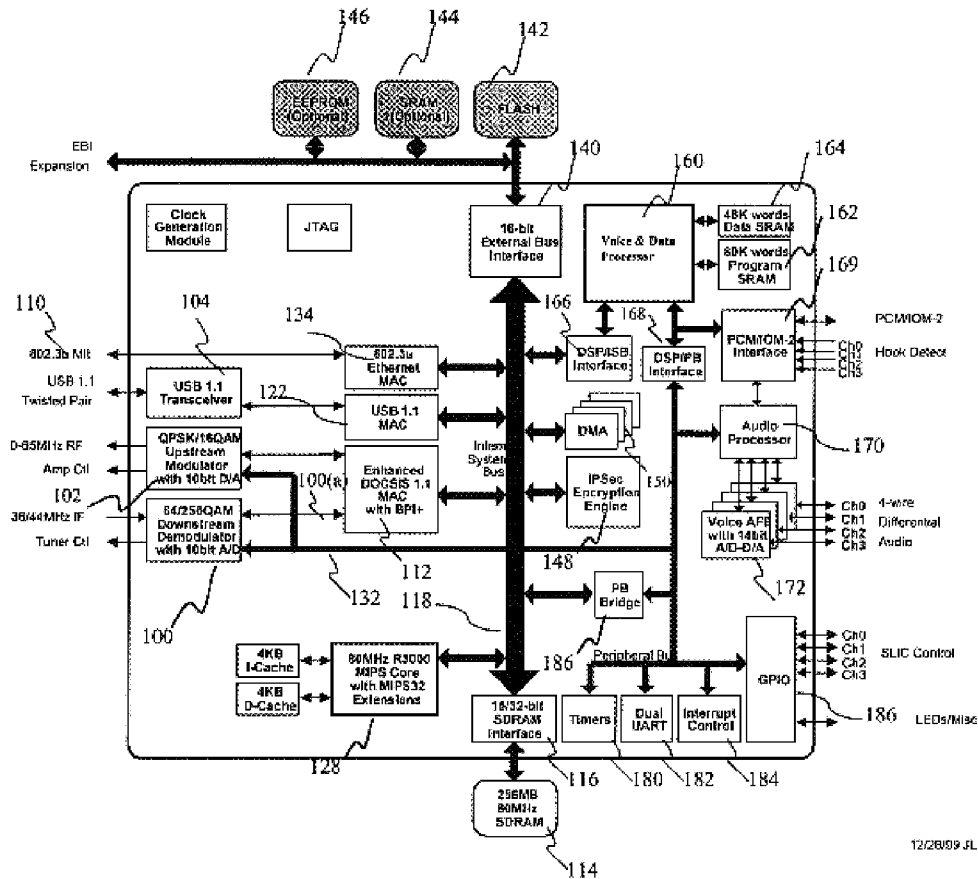 146
144
142
EEPROM
(Optional)
SRAM
(Optional)
FLASH
EBI
Expansion
140
160
164
Clock
Generation
Module
JTAG
16-bit
External Bus
Interface
Voice & Data
Processor
48K words
Data SRAM
80K words
Program
SRAM
162
169
110
104
134
166
168
802.3u
Ethernet
MAC
DSP/ISB
Interface
DSP/PB
Interface
PCM/IOM-2
Interface
PCM/IOM-2
Ch0
Ch1
Ch2
Ch3
Hook Detect
802.3u MII
USB 1.1
Twisted Pair
USB 1.1
Transceiver
122
USB 1.1
MAC
DMA
150
Audio
Processor
170
0-65MHz RF
Amp Ctl
102
QPSK/16QAM
Upstream
Modulator
with 10bit D/A
100(a)
Enhanced
DOCSIS 1.1
MAC
with BPI+
Internal
System
Bus
IPSec
Encryption
Engine
Voice AFE
with 14bit
A/D-D/A
Ch0
Ch1
Ch2
Ch3
4-wire
Differential
Audio
36/44MHz IF
Tuner Ctl
64/256QAM
Downstream
Demodulator
with 10bit A/D
132
112
148
172
100
118
PB
Bridge
186
Peripheral Bus
4KB
I-Cache
4KB
D-Cache
80MHz R3000
MIPS Core
with MIPS32
Extensions
GPIO
Ch0
Ch1
Ch2
Ch3
SLIC Control
186
LEDs/Misc
16/32-bit
SDRAM
Interface
Timers
Dual
UART
Interrupt
Control
128
116
180
182
184
256MB
80MHz
SDRAM
114
12/28/99 JL